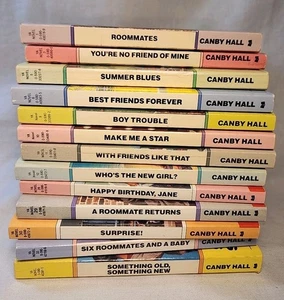 ROOMMATES CANBY HALL
YOU'RE NO FRIEND OF MINE CANBY HALL
SUMMER BLUES CANBY HALL
BEST FRIENDS FOREVER CANBY HALL
BOY TROUBLE CANBY HALL
MAKE ME A STAR CANBY HALL
WITH FRIENDS LIKE THAT CANBY HALL
WHO'S THE NEW GIRL? CANBY HALL
HAPPY BIRTHDAY, JANE CANBY HALL
A ROOMMATE RETURNS CANBY HALL
SURPRISE! CANBY HALL
SIX ROOMMATES AND A BABY CANBY HALL
SOMETHING OLD,
SOMETHING NEW CANBY HALL